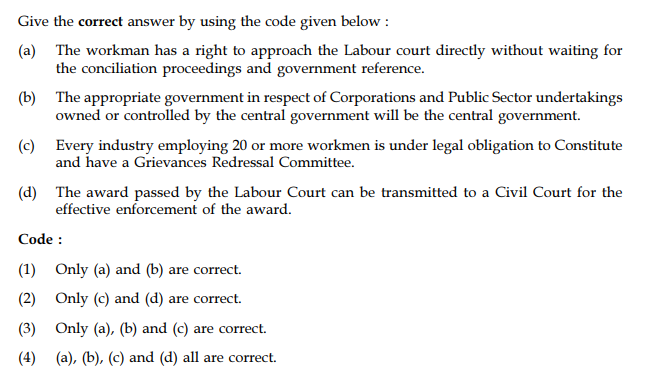 Give the correct answer by using the code given below :
(a) The workman has a right to approach the Labour court directly without waiting for
the conciliation proceedings and government reference.
(b) The appropriate government in respect of Corporations and Public Sector undertakings
owned or controlled by the central government will be the central government.
(c) Every industry employing 20 or more workmen is under legal obligation to Constitute
and have a Grievances Redressal Committee.
(d) The award passed by the Labour Court can be transmitted to a Civil Court for the
effective enforcement of the award.
Code :
(1) Only (a) and (b) are correct.
(2) Only (c) and (d) are correct.
(3) Only (a), (b) and (c) are correct.
(4) (a), (b), (c) and (d) all are correct.